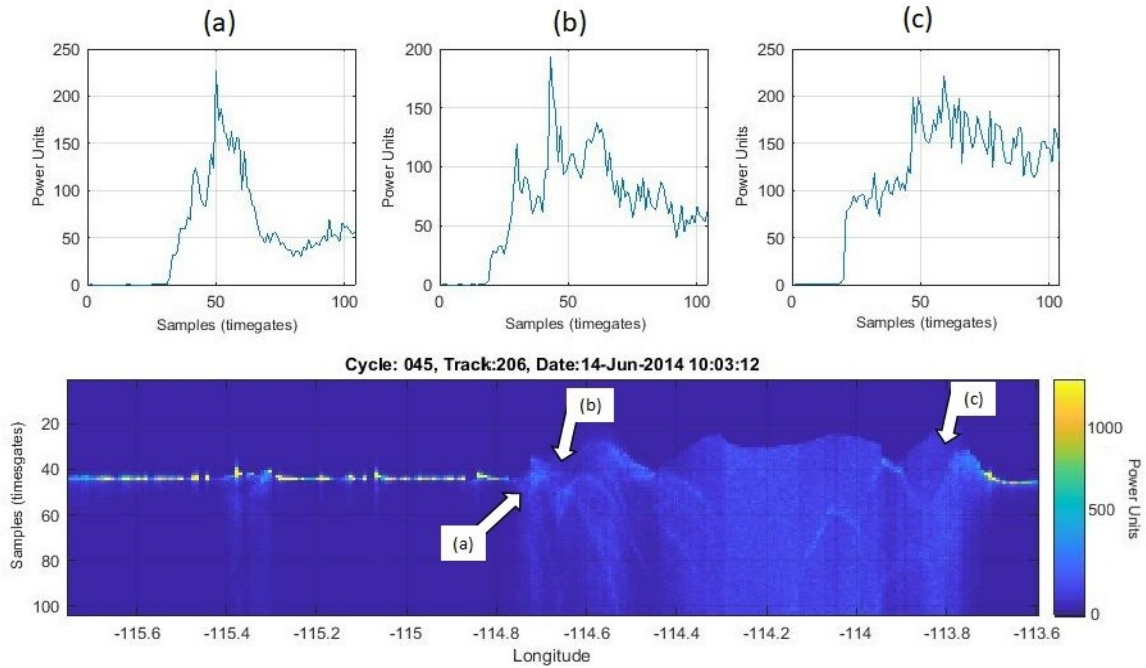 (a)
(b)
(c)
250
200
150
100
50
0
Power Units
0
50
100
Samples (timegates)
200
150
100
50
0
Power Units
0
50
100
Samples (timegates)
250
200
150
100
50
0
Power Units
0
50
100
Samples (timegates)
Cycle: 045, Track:206, Date:14-Jun-2014 10:03:12
Samples (timesgates)
20
40
60
80
100
(a)
(b)
(c)
-115.6
-115.4
-115.2
-115
-114.8
-114.6
-114.4
-114.2
-114
-113.8
-113.6
Longitude
1000
500
0
Power Units